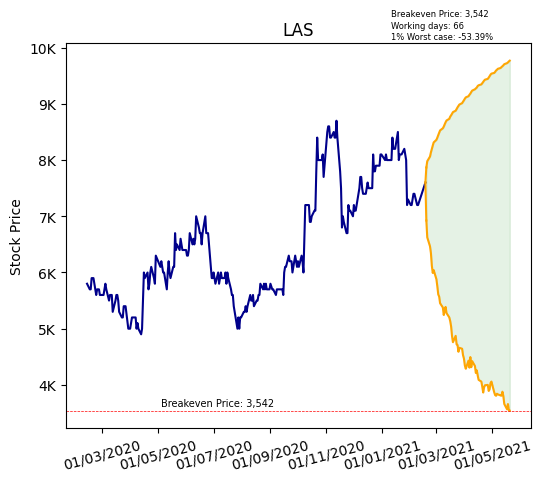 Breakeven Price: 3,542
Working days: 66
1% Worst case: -53.39%
LAS
10K
9K
8K
7K
6K
5K
4K
Stock Price
Breakeven Price: 3,542
01/03/2020
01/05/2020
01/07/2020
01/09/2020
01/11/2020
01/01/2021
01/03/2021
01/05/2021